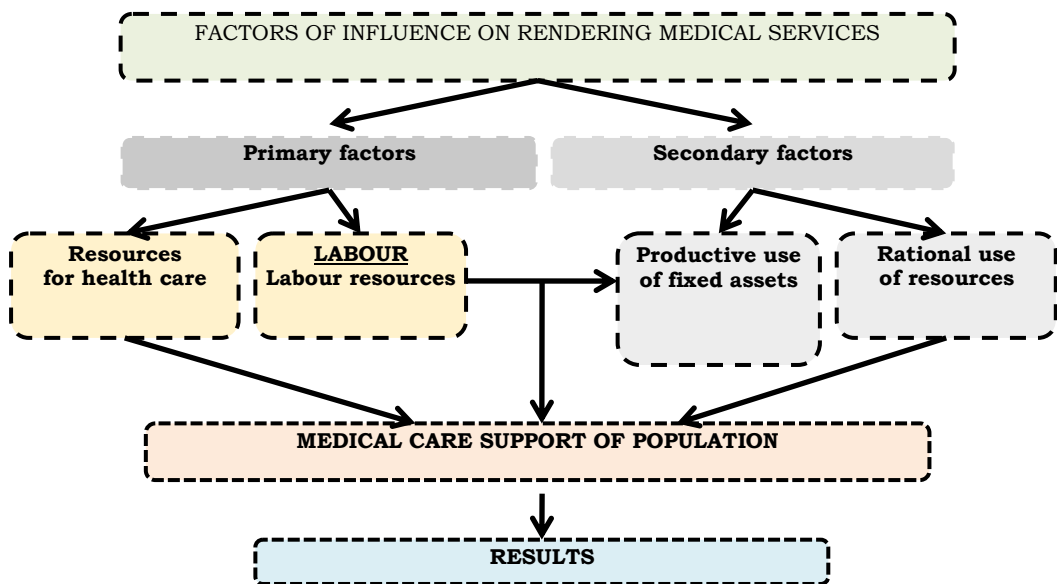 FACTORS OF INFLUENCE ON RENDERING MEDICAL SERVICES
Primary factors
Secondary factors
Resources
for health care
LABOUR
Labour resources
Productive use
of fixed assets
Rational use
of resources
MEDICAL CARE SUPPORT OF POPULATION
RESULTS